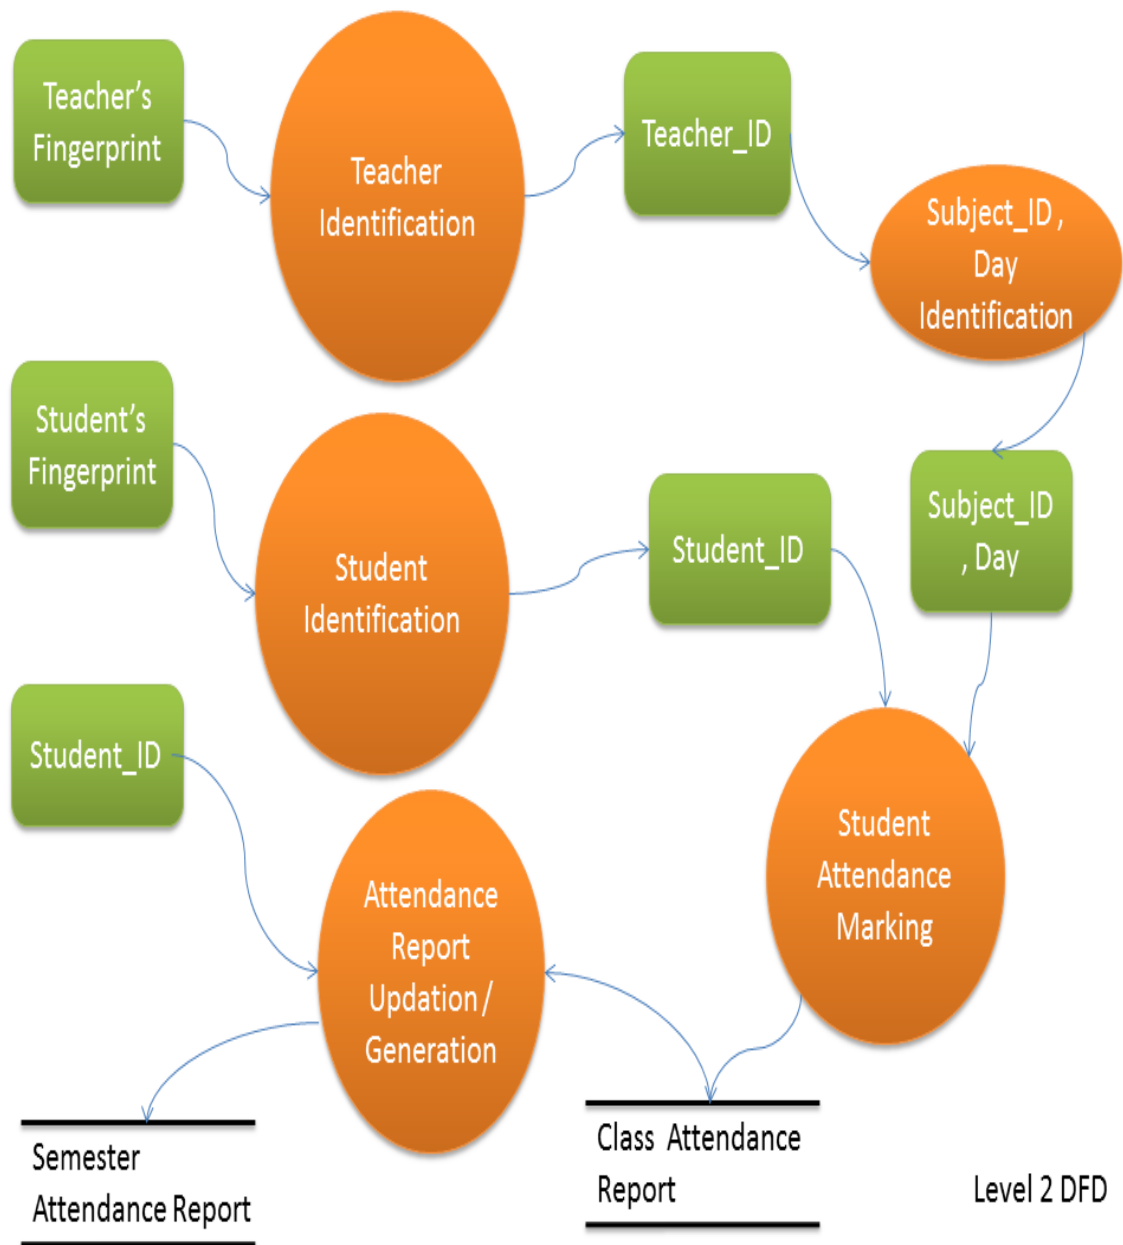 Teacher's
Fingerprint
Teacher
Identification
Teacher_ID
Subject_ID ,
Day
Identification
Student's
Fingerprint
Student
Identification
Student_ID
Subject_ID
, Day
Student_ID
Attendance
Report
Updation /
Generation
Student
Attendance
Marking
Semester
Attendance Report
Class Attendance
Report
Level 2 DFD